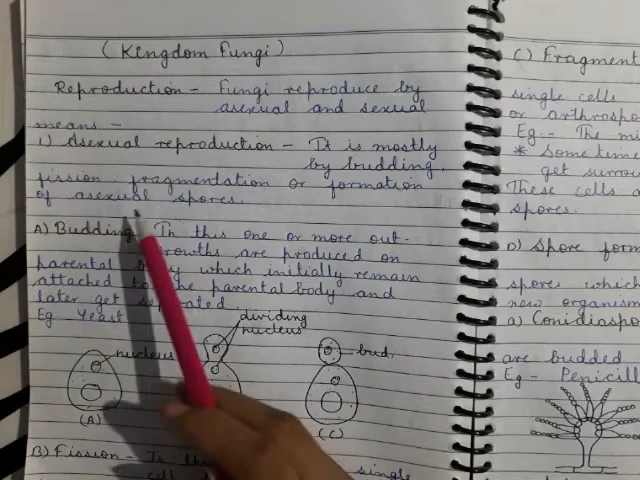 (Kingdom Fungi)
Reproduction - Fungi reproduce by
asexual and sexual
means -
1) Asexual reproduction - It is mostly
by budding,
fission fragmentation or formation
of asexual spores.
A) Budding In this one or more out-
growths are produced on
parental which initially remain
attached to the parental body and
later get separated.
Eg Yeast
dividing
nucleus
nucleus
bud.
(A)
(C)
B) Fission - In
single
C) Fragment
single cells
or arthrospo
Eg - The mi
* Sometim
get surro
These cells a
spores.
D) Spore form
spores which
new organism
a) Conidiospo
are budded
Eg - Penicill